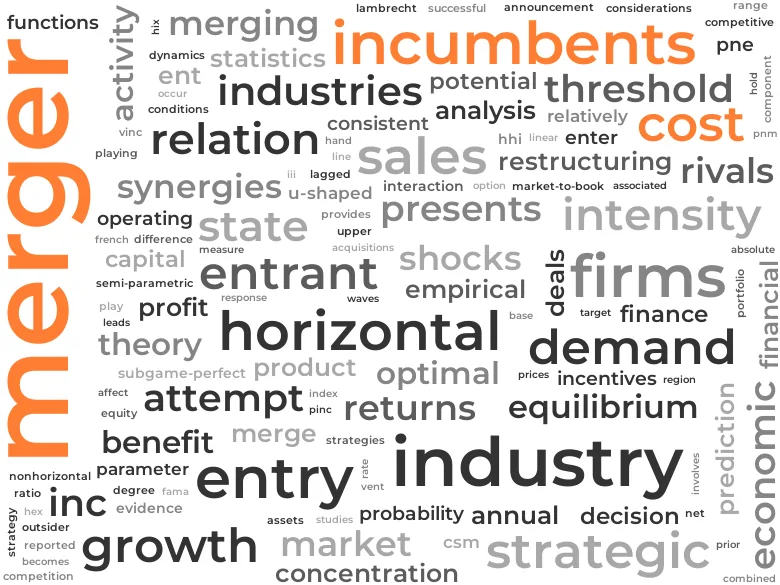 lambrecht successful announcement considerations range
functions
activity
hix
merging
incumbents
competitive
pne
dynamics
statistics
ent
occur
industries
potential
threshold
hold
component
conditions
analysis
relatively
cost
pnm
vinc
relation
consistent
hand
line
hhi
linear
enter
playing
sales
restructuring
rivals
merger
synergies
iii
lagged
u-shaped
interaction
option
market-to-book
associated
operating
state
provides
presents
intensity
upper
french
difference
measure
acquisitions
absolute
capital
entrant
shocks
deals
firms
portfolio
financial
semi-parametric
empirical
play
profit
response
waves
target
finance
leads
horizontal
base
theory
demand
subgame-perfect
product
optimal
prices
incentives
region
affect
attempt
index
equity
pinc
returns
equilibrium
prediction
economic
benefit
merge
strategies
industry
nonhorizontal
parameter
entry
rate
vent
involves
ratio
inc
degree
fama
hex
evidence
strategy
outsider
assets
studies
probability
annual
decision
net
reported
growth
market
csm
strategic
prior
becomes
competition
concentration
combined